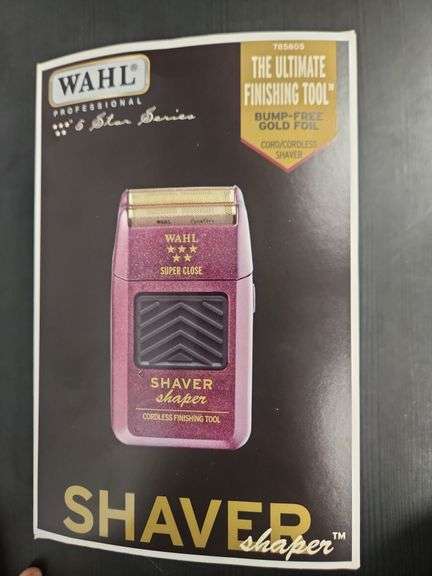 785805
WAHL®
PROFESSIONAL
5 Star Series
THE ULTIMATE
FINISHING TOOL™
BUMP-FREE
GOLD FOIL
CORD/CORDLESS
SHAVER
WAHL
SUPER CLOSE
SHAVER
shaper
CORDLESS FINISHING TOOL
SHAVER
shaper™